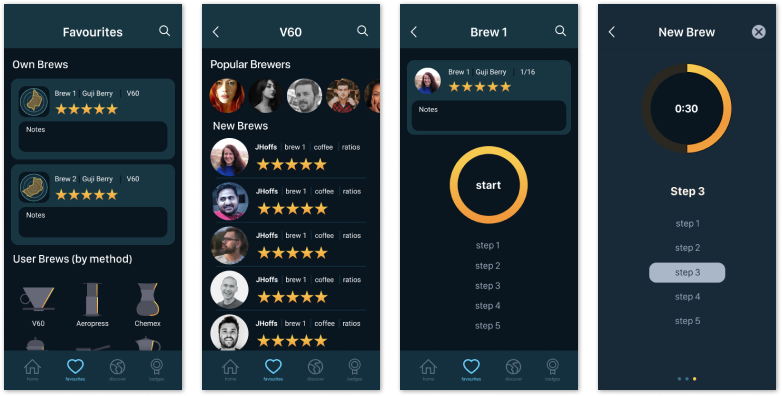 Favourites
Own Brews
Brew 1 Guji Berry V60
Notes
Brew 2 Guji Berry V60
Notes
User Brews (by method)
V60 Aeropress Chemex
home favourites discover badges
V60
Popular Brewers
New Brews
JHoffs brew 1 coffee ratios
JHoffs brew 1 coffee ratios
JHoffs brew 1 coffee ratios
JHoffs brew 1 coffee ratios
JHoffs brew 1 coffee ratios
home favourites discover badges
Brew 1
Brew 1 Guji Berry 1/16
Notes
start
step 1
step 2
step 3
step 4
step 5
home favourites discover badges
New Brew
0:30
Step 3
step 1
step 2
step 3
step 4
step 5